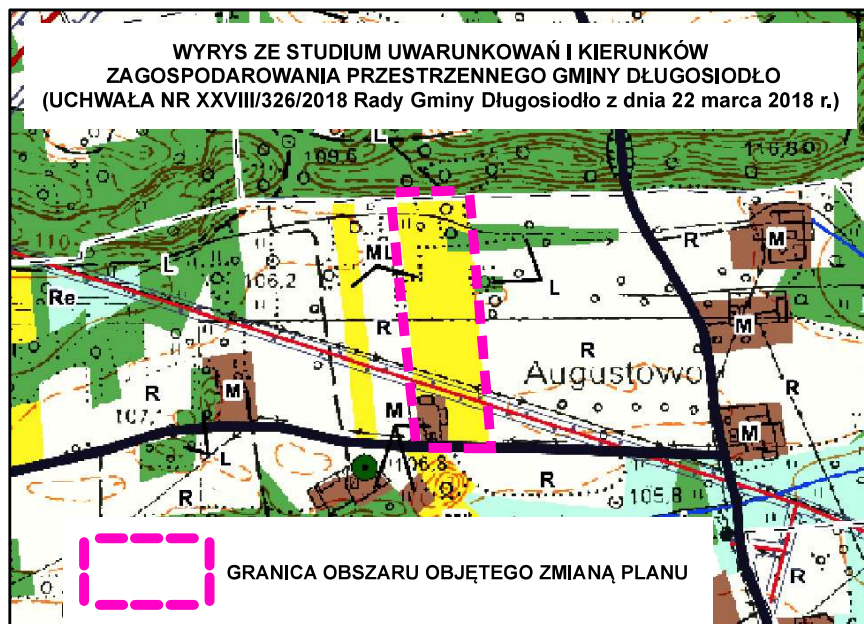 WYRYS ZE STUDIUM UWARUNKOWAŃ I KIERUNKÓW
ZAGOSPODAROWANIA PRZESTRZENNEGO GMINY DŁUGOSIODŁO
(UCHWAŁA NR XXVIII/326/2018 Rady Gminy Długosiodło z dnia 22 marca 2018 r.)
L
109,6
116,8
110
R
M
ML
L
106,2
L
Re
R
M
R
Augustowo
R
M
R
107,1
M
M
L
106,8
R
R
105,8
R
GRANICA OBSZARU OBJĘTEGO ZMIANĄ PLANU